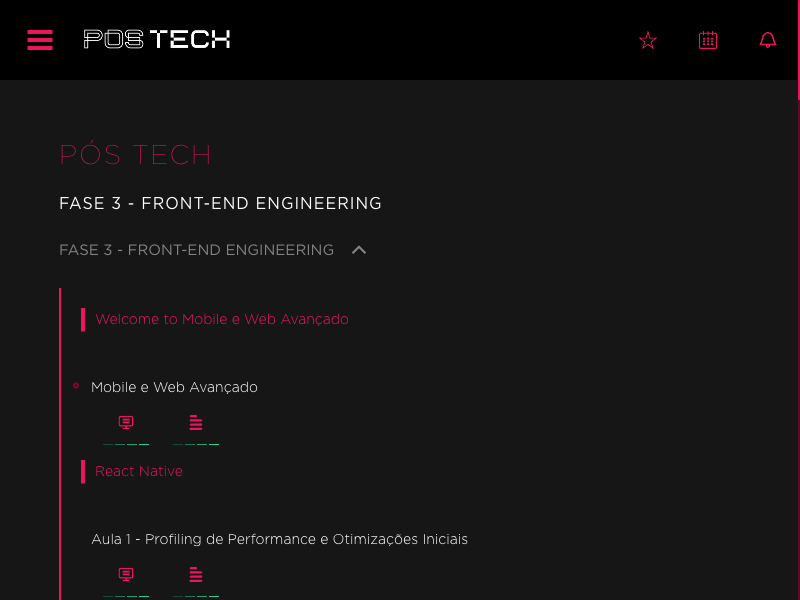 POS TECH
PÓS TECH
FASE 3 - FRONT-END ENGINEERING
FASE 3 - FRONT-END ENGINEERING
Welcome to Mobile e Web Avançado
Mobile e Web Avançado
React Native
Aula 1 - Profiling de Performance e Otimizações Iniciais